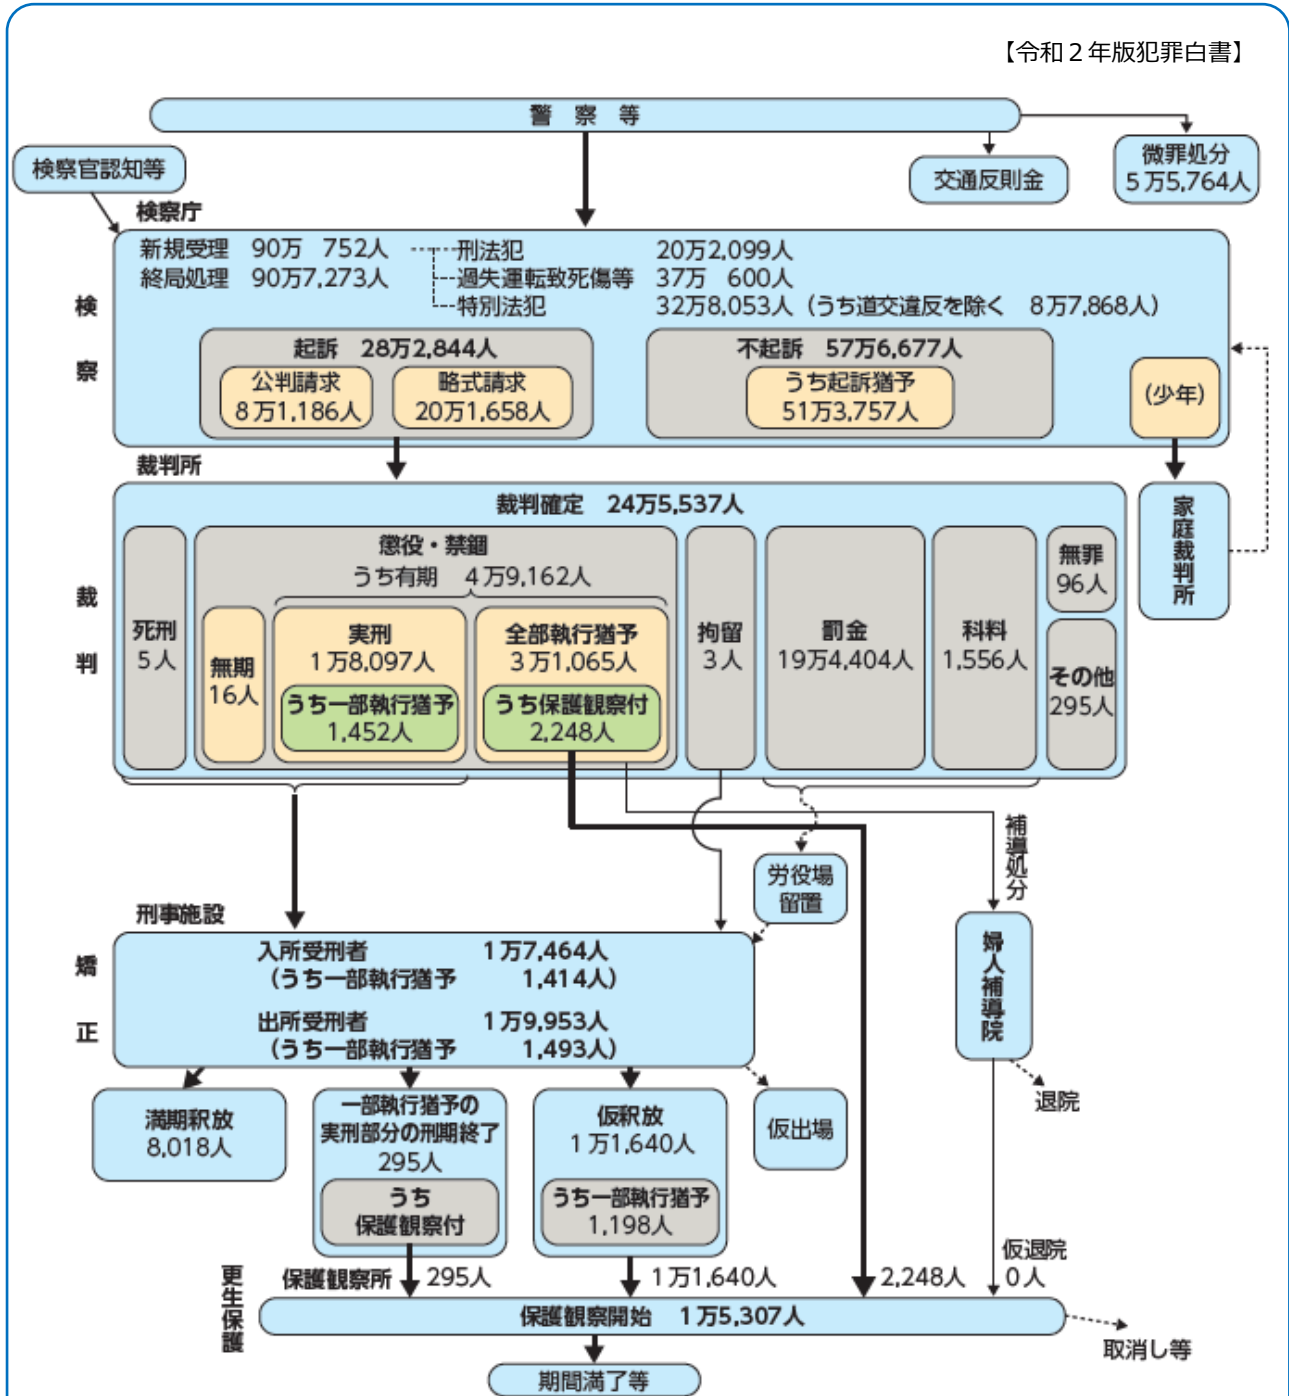 【令和２年版犯罪白書】
警 察 等
検察官認知等
交通反則金
微罪処分
５万5,764人
検察庁
検 察
新規受理 90万 752人
終局処理 90万7,273人
刑法犯 20万2,099人
過失運転致死傷等 37万 600人
特別法犯 32万8,053人（うち道交違反を除く ８万7,868人）
起訴 28万2,844人
公判請求
８万1,186人
略式請求
20万1,658人
不起訴 57万6,677人
うち起訴猶予
51万3,757人
(少年)
裁判所
裁 判
裁判確定 24万5,537人
死刑
５人
懲役・禁錮
うち有期 ４万9,162人
無期
16人
実刑
１万8,097人
うち一部執行猶予
1,452人
全部執行猶予
３万1,065人
うち保護観察付
2,248人
拘留
３人
罰金
19万4,404人
科料
1,556人
無罪
96人
その他
295人
家庭裁判所
補導処分
労役場
留置
刑事施設
矯 正
入所受刑者 １万7,464人
（うち一部執行猶予 1,414人）
出所受刑者 １万9,953人
（うち一部執行猶予 1,493人）
婦人補導院
退院
満期釈放
8,018人
一部執行猶予の
実刑部分の刑期終了
295人
うち
保護観察付
仮釈放
１万1,640人
うち一部執行猶予
1,198人
仮出場
更生保護
保護観察所
295人
１万1,640人
2,248人
仮退院
０人
保護観察開始 １万5,307人
取消し等
期間満了等